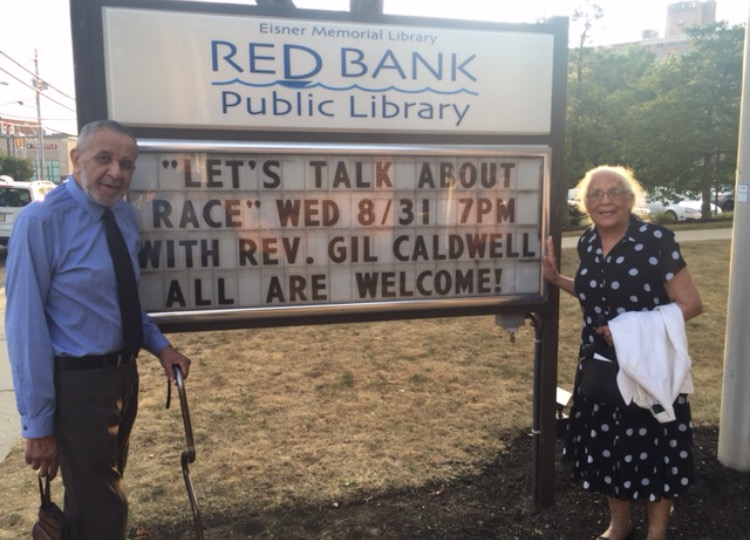 Eisner Memorial Library
RED BANK
Public Library
"LET'S TALK ABOUT
RACE" WED 8/31 7PM
WITH REV. GIL CALDWELL
ALL ARE WELCOME!